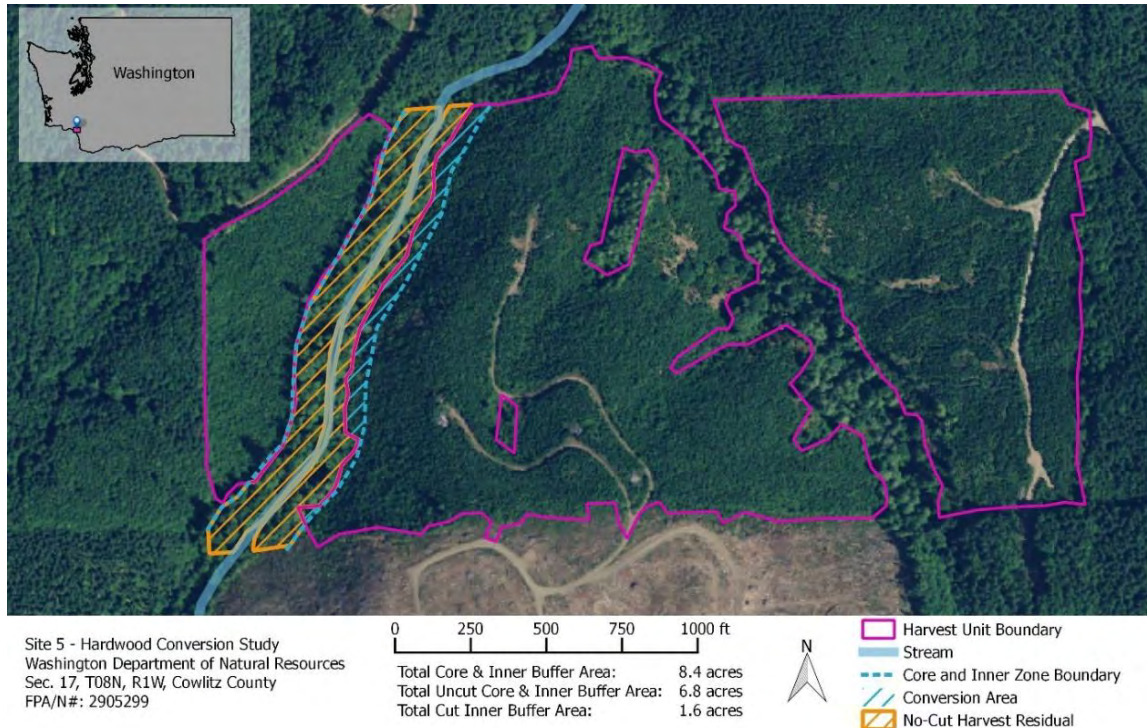 Washington
Site 5 - Hardwood Conversion Study
Washington Department of Natural Resources
Sec. 17, T08N, R1W, Cowlitz County
FPA/N#: 2905299
0 250 500 750 1000 ft
Total Core & Inner Buffer Area: 8.4 acres
Total Uncut Core & Inner Buffer Area: 6.8 acres
Total Cut Inner Buffer Area: 1.6 acres
N
Harvest Unit Boundary
Stream
Core and Inner Zone Boundary
Conversion Area
No-Cut Harvest Residual